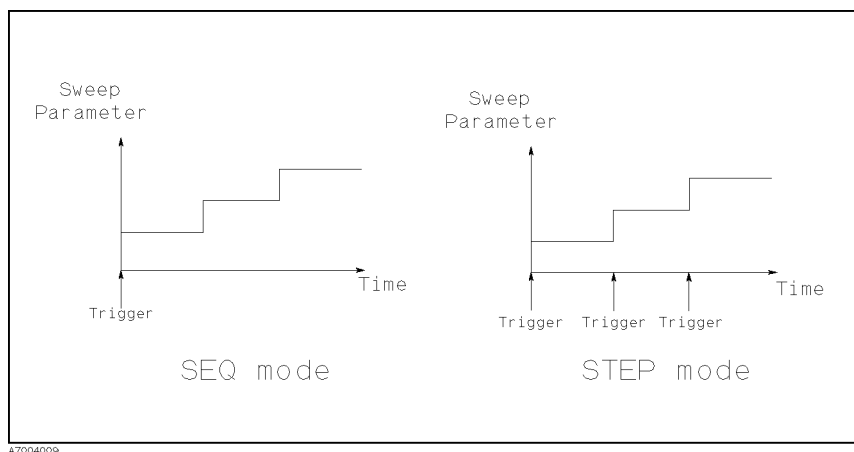 Sweep
Parameter
Time
Trigger
SEQ mode
Sweep
Parameter
Time
Trigger Trigger Trigger
STEP mode
A7004009